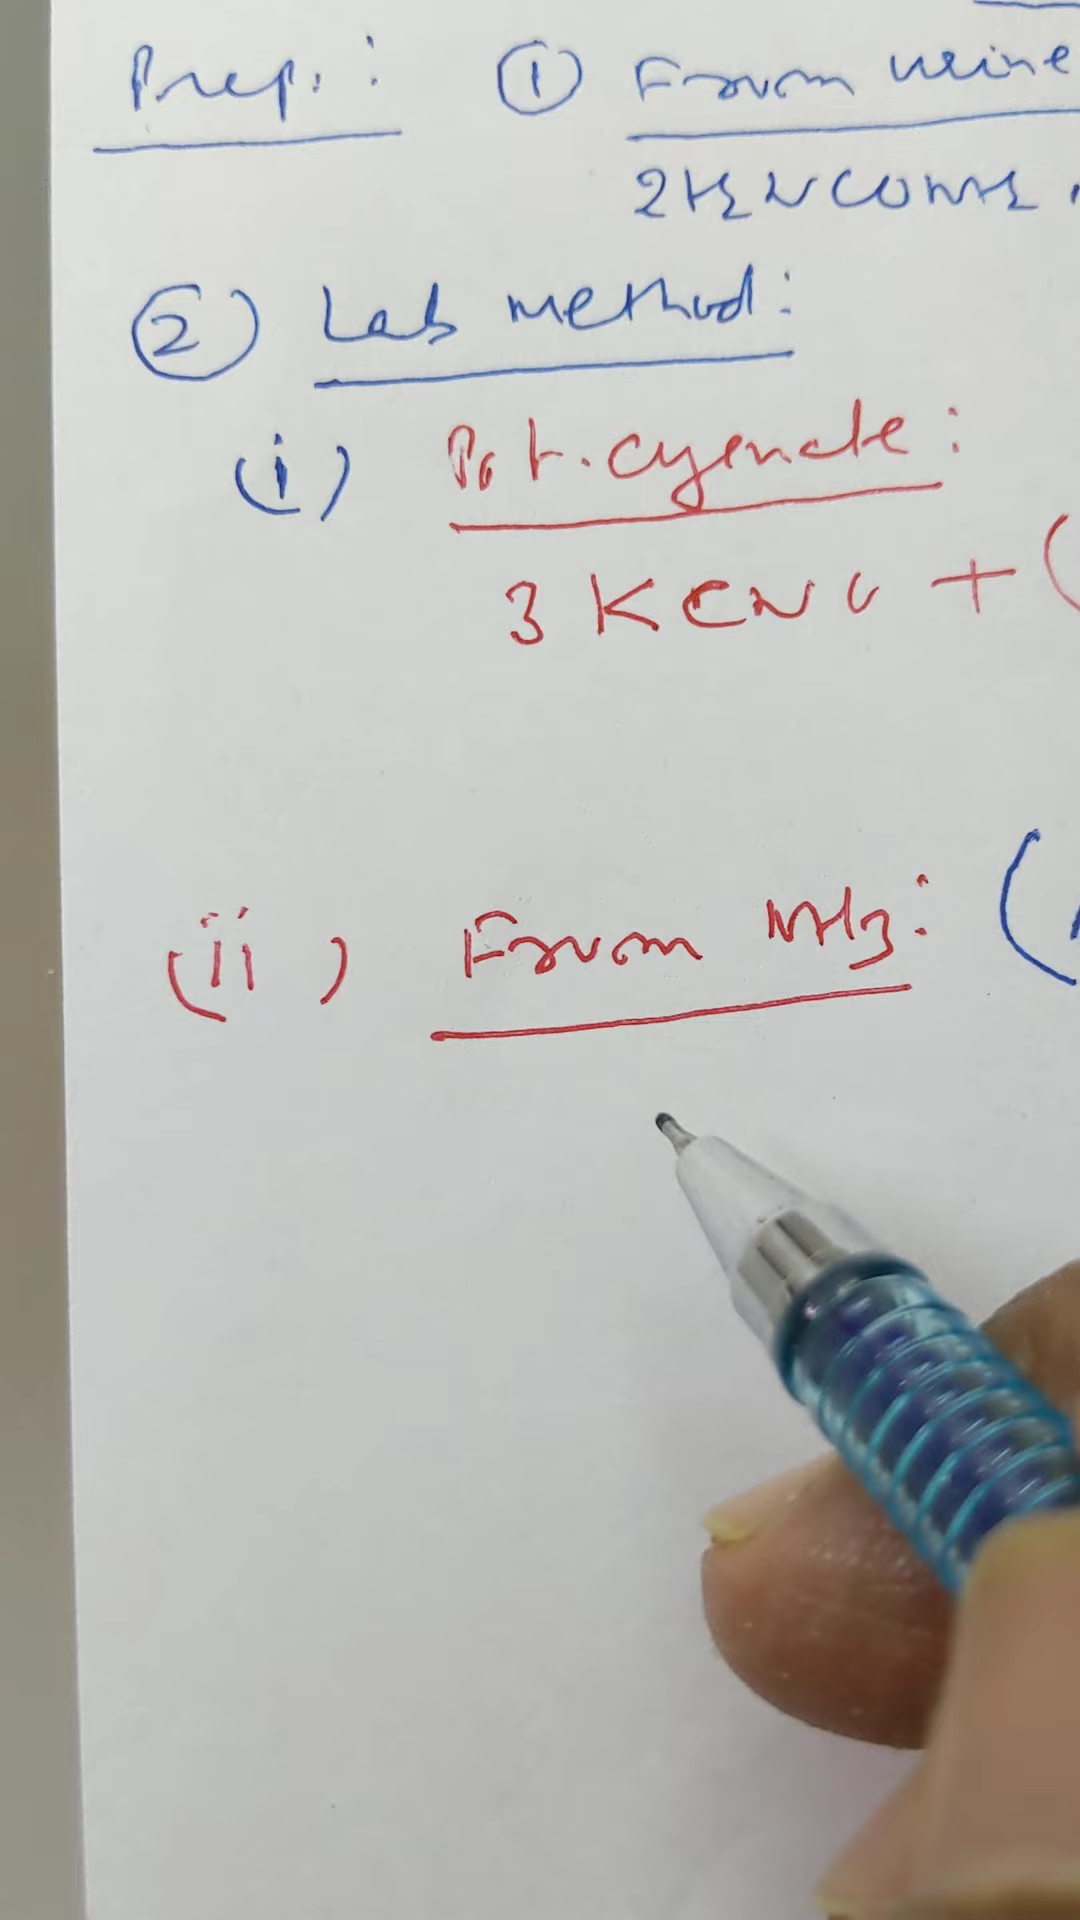 Prep. : ① From urine
2H2NCONH2
② Lab method:
(i) Pot. cyanate:
3 KCNO + (
(ii) From NH3: (